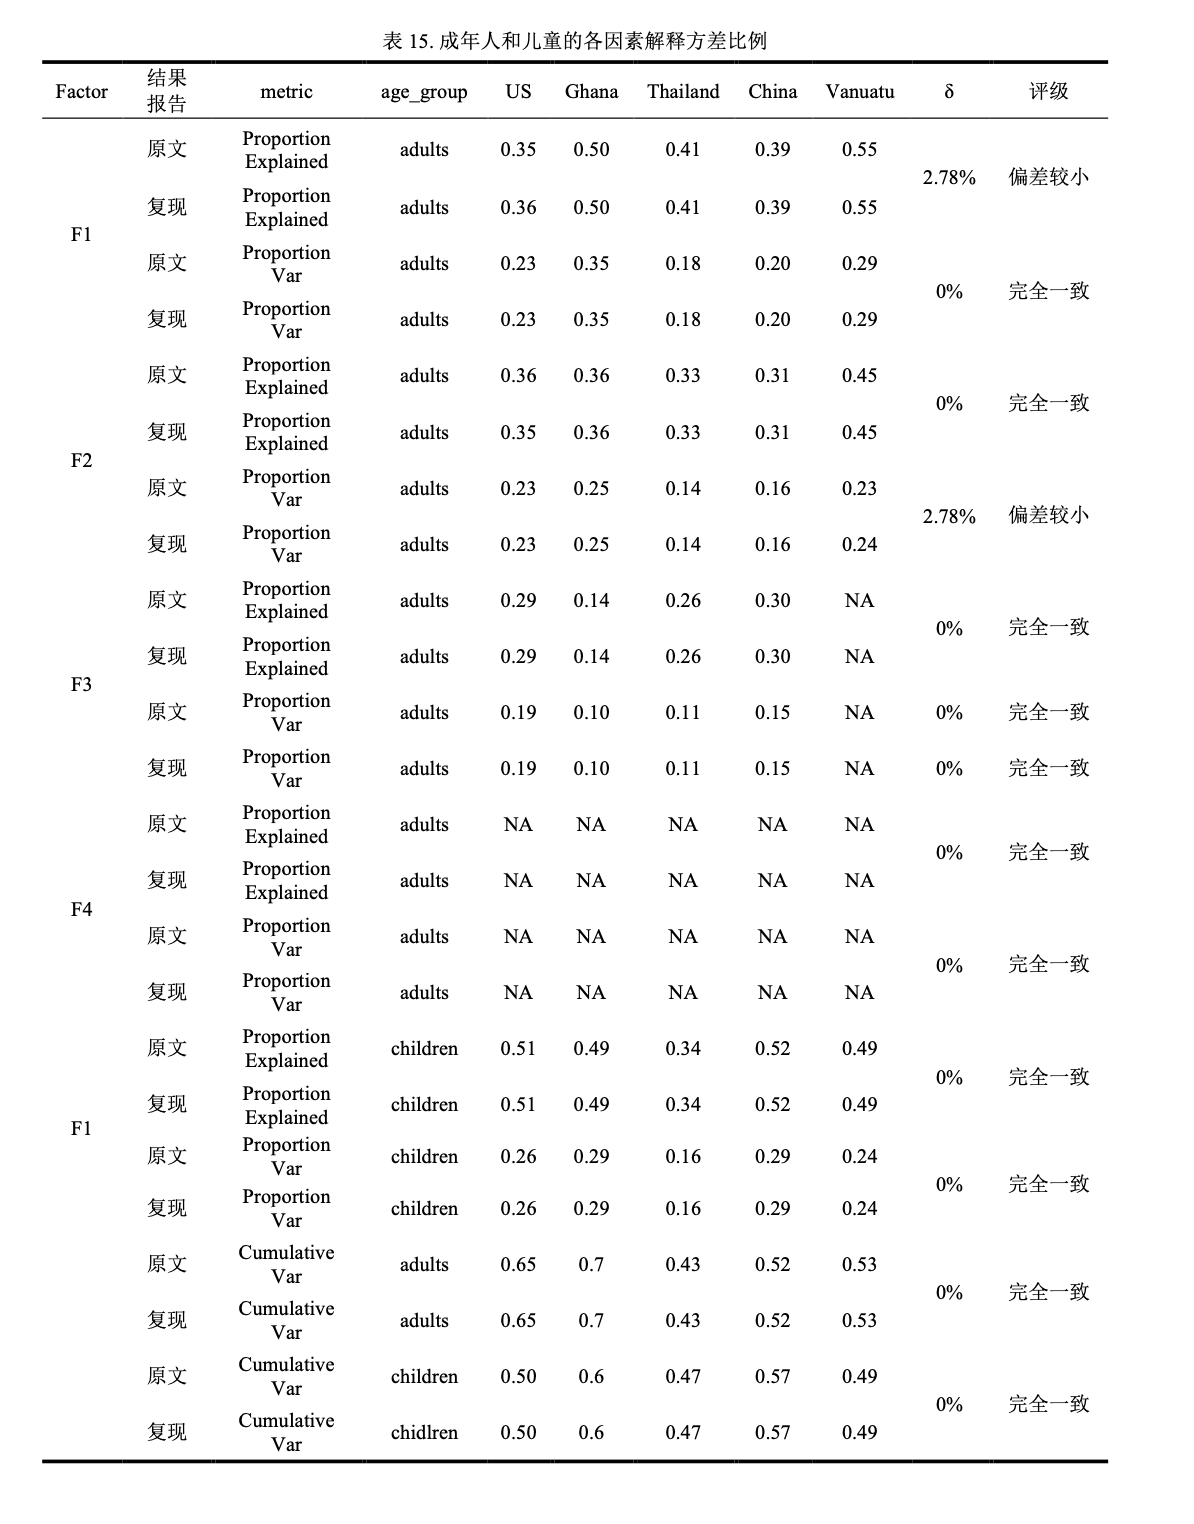 表 15. 成年人和儿童的各因素解释方差比例
Factor 结果报告 metric age_group US Ghana Thailand China Vanuatu δ 评级
F1
原文 Proportion Explained adults 0.35 0.50 0.41 0.39 0.55
2.78% 偏差较小
复现 Proportion Explained adults 0.36 0.50 0.41 0.39 0.55
原文 Proportion Var adults 0.23 0.35 0.18 0.20 0.29
0% 完全一致
复现 Proportion Var adults 0.23 0.35 0.18 0.20 0.29
F2
原文 Proportion Explained adults 0.36 0.36 0.33 0.31 0.45
0% 完全一致
复现 Proportion Explained adults 0.35 0.36 0.33 0.31 0.45
原文 Proportion Var adults 0.23 0.25 0.14 0.16 0.23
2.78% 偏差较小
复现 Proportion Var adults 0.23 0.25 0.14 0.16 0.24
F3
原文 Proportion Explained adults 0.29 0.14 0.26 0.30 NA
0% 完全一致
复现 Proportion Explained adults 0.29 0.14 0.26 0.30 NA
原文 Proportion Var adults 0.19 0.10 0.11 0.15 NA 0% 完全一致
复现 Proportion Var adults 0.19 0.10 0.11 0.15 NA 0% 完全一致
F4
原文 Proportion Explained adults NA NA NA NA NA
0% 完全一致
复现 Proportion Explained adults NA NA NA NA NA
原文 Proportion Var adults NA NA NA NA NA
0% 完全一致
复现 Proportion Var adults NA NA NA NA NA
F1
原文 Proportion Explained children 0.51 0.49 0.34 0.52 0.49
0% 完全一致
复现 Proportion Explained children 0.51 0.49 0.34 0.52 0.49
原文 Proportion Var children 0.26 0.29 0.16 0.29 0.24
0% 完全一致
复现 Proportion Var children 0.26 0.29 0.16 0.29 0.24
原文 Cumulative Var adults 0.65 0.7 0.43 0.52 0.53
0% 完全一致
复现 Cumulative Var adults 0.65 0.7 0.43 0.52 0.53
原文 Cumulative Var children 0.50 0.6 0.47 0.57 0.49
0% 完全一致
复现 Cumulative Var chidlren 0.50 0.6 0.47 0.57 0.49